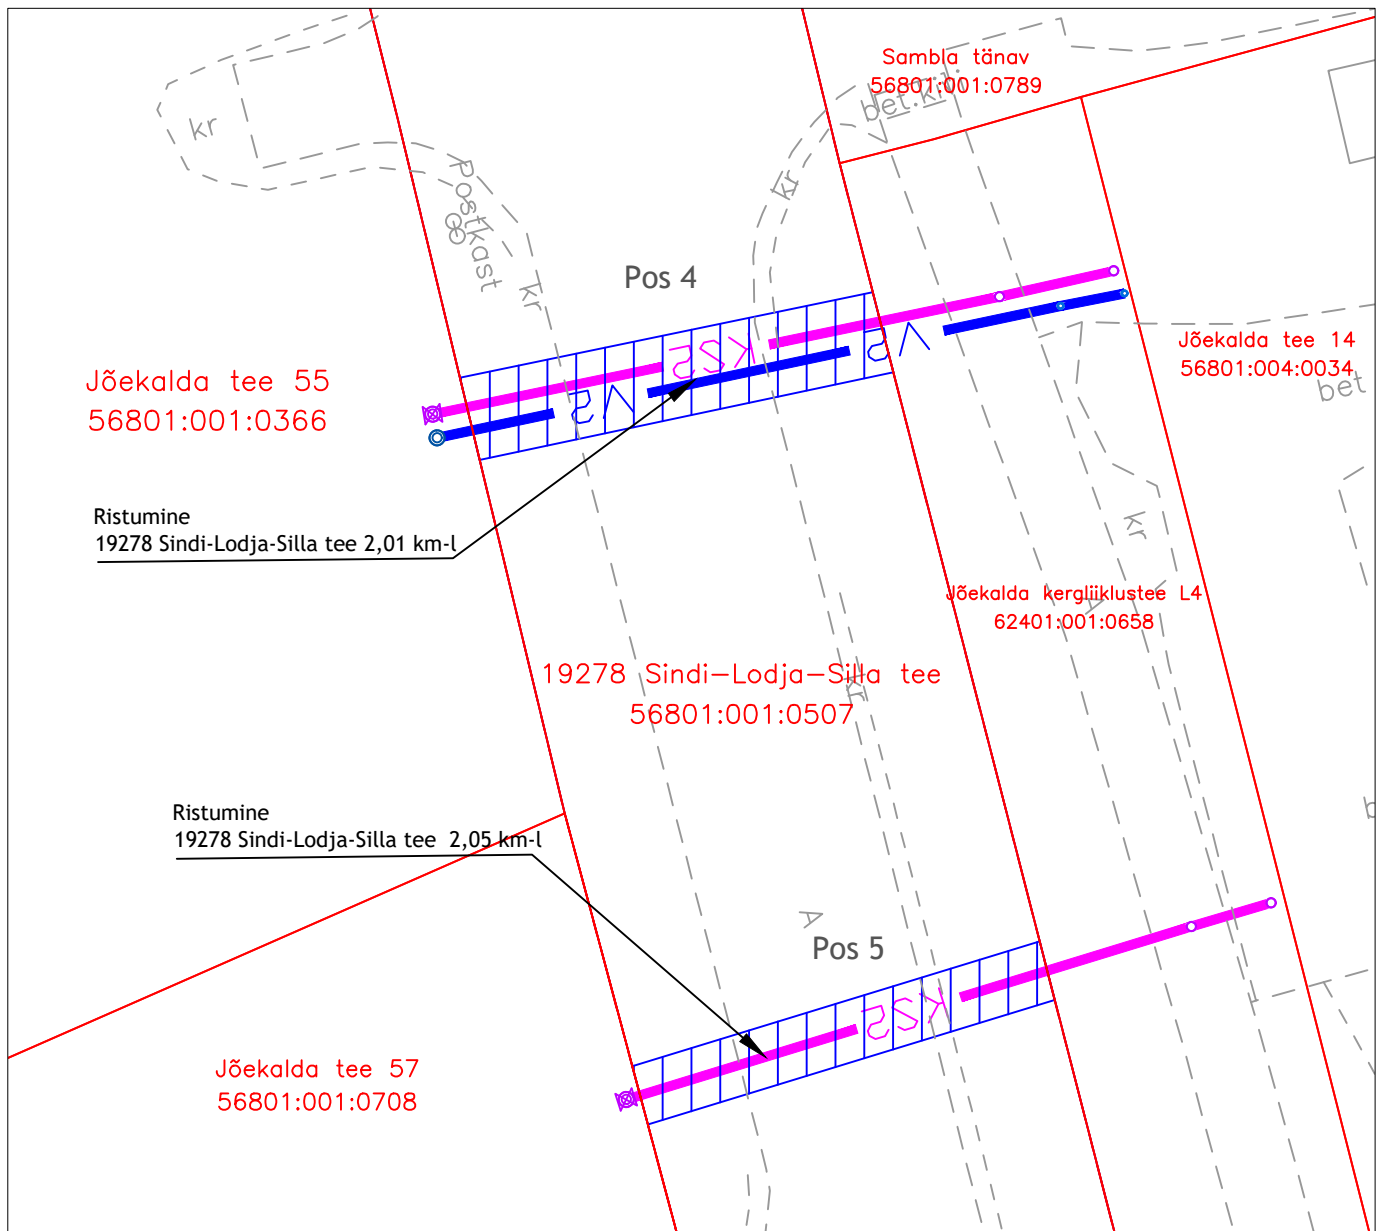 Sambla tänav
56801:001:0789
bet.kil.
kr
Postkast
kr
kr
Pos 4
KS2
V2
KS2
V2
Jõekalda tee 14
56801:004:0034
bet
Jõekalda tee 55
56801:001:0366
Ristumine
19278 Sindi-Lodja-Silla tee 2,01 km-l
kr
Jõekalda kergliiklustee L4
62401:001:0658
A
19278 Sindi-Lodja-Silla tee
56801:001:0507
kr
Ristumine
19278 Sindi-Lodja-Silla tee 2,05 km-l
A
Pos 5
KS2
Jõekalda tee 57
56801:001:0708